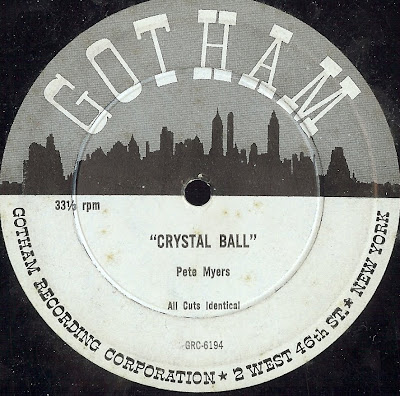 GOTHAM
33⅓ rpm
"CRYSTAL BALL"
Pete Myers
All Cuts Identical
GRC-6194
GOTHAM RECORDING CORPORATION ★ 2 WEST 46th ST. ★ NEW YORK